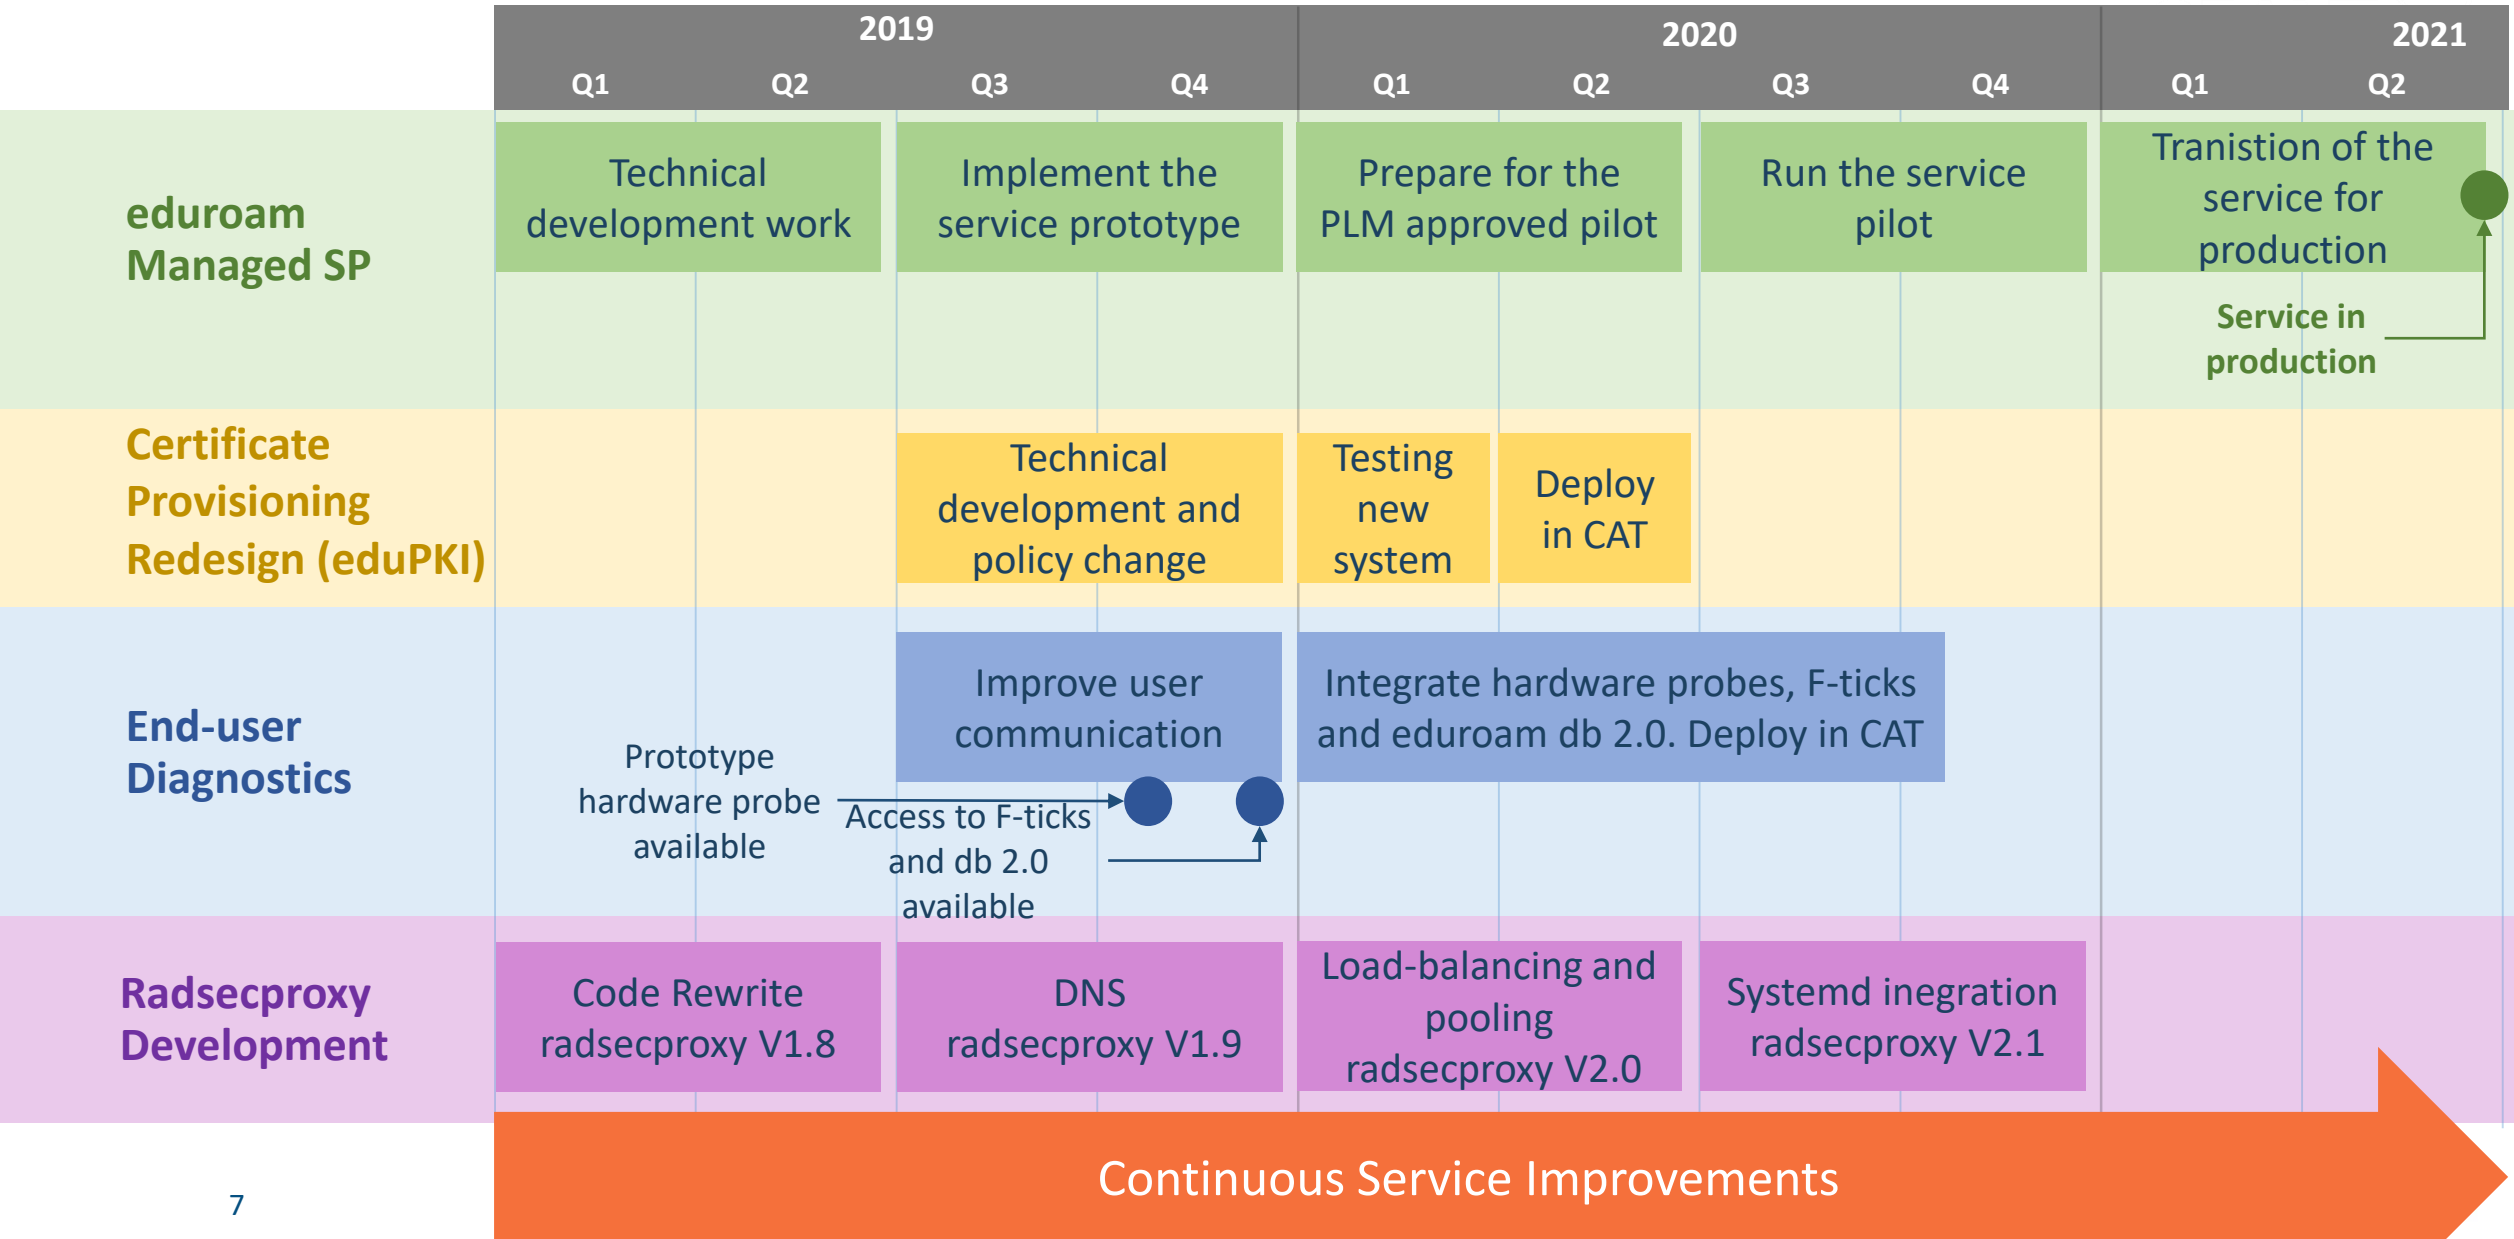 2019
2020
2021
Q1 Q2 Q3 Q4 Q1 Q2 Q3 Q4 Q1 Q2
eduroam
Managed SP
Technical
development work
Implement the
service prototype
Prepare for the
PLM approved pilot
Run the service
pilot
Tranistion of the
service for
production
Service in
production
Certificate
Provisioning
Redesign (eduPKI)
Technical
development and
policy change
Testing
new
system
Deploy
in CAT
End-user
Diagnostics
Improve user
communication
Integrate hardware probes, F-ticks
and eduroam db 2.0. Deploy in CAT
Prototype
hardware probe
available
Access to F-ticks
and db 2.0
available
Radsecproxy
Development
Code Rewrite
radsecproxy V1.8
DNS
radsecproxy V1.9
Load-balancing and
pooling
radsecproxy V2.0
Systemd inegration
radsecproxy V2.1
Continuous Service Improvements
7